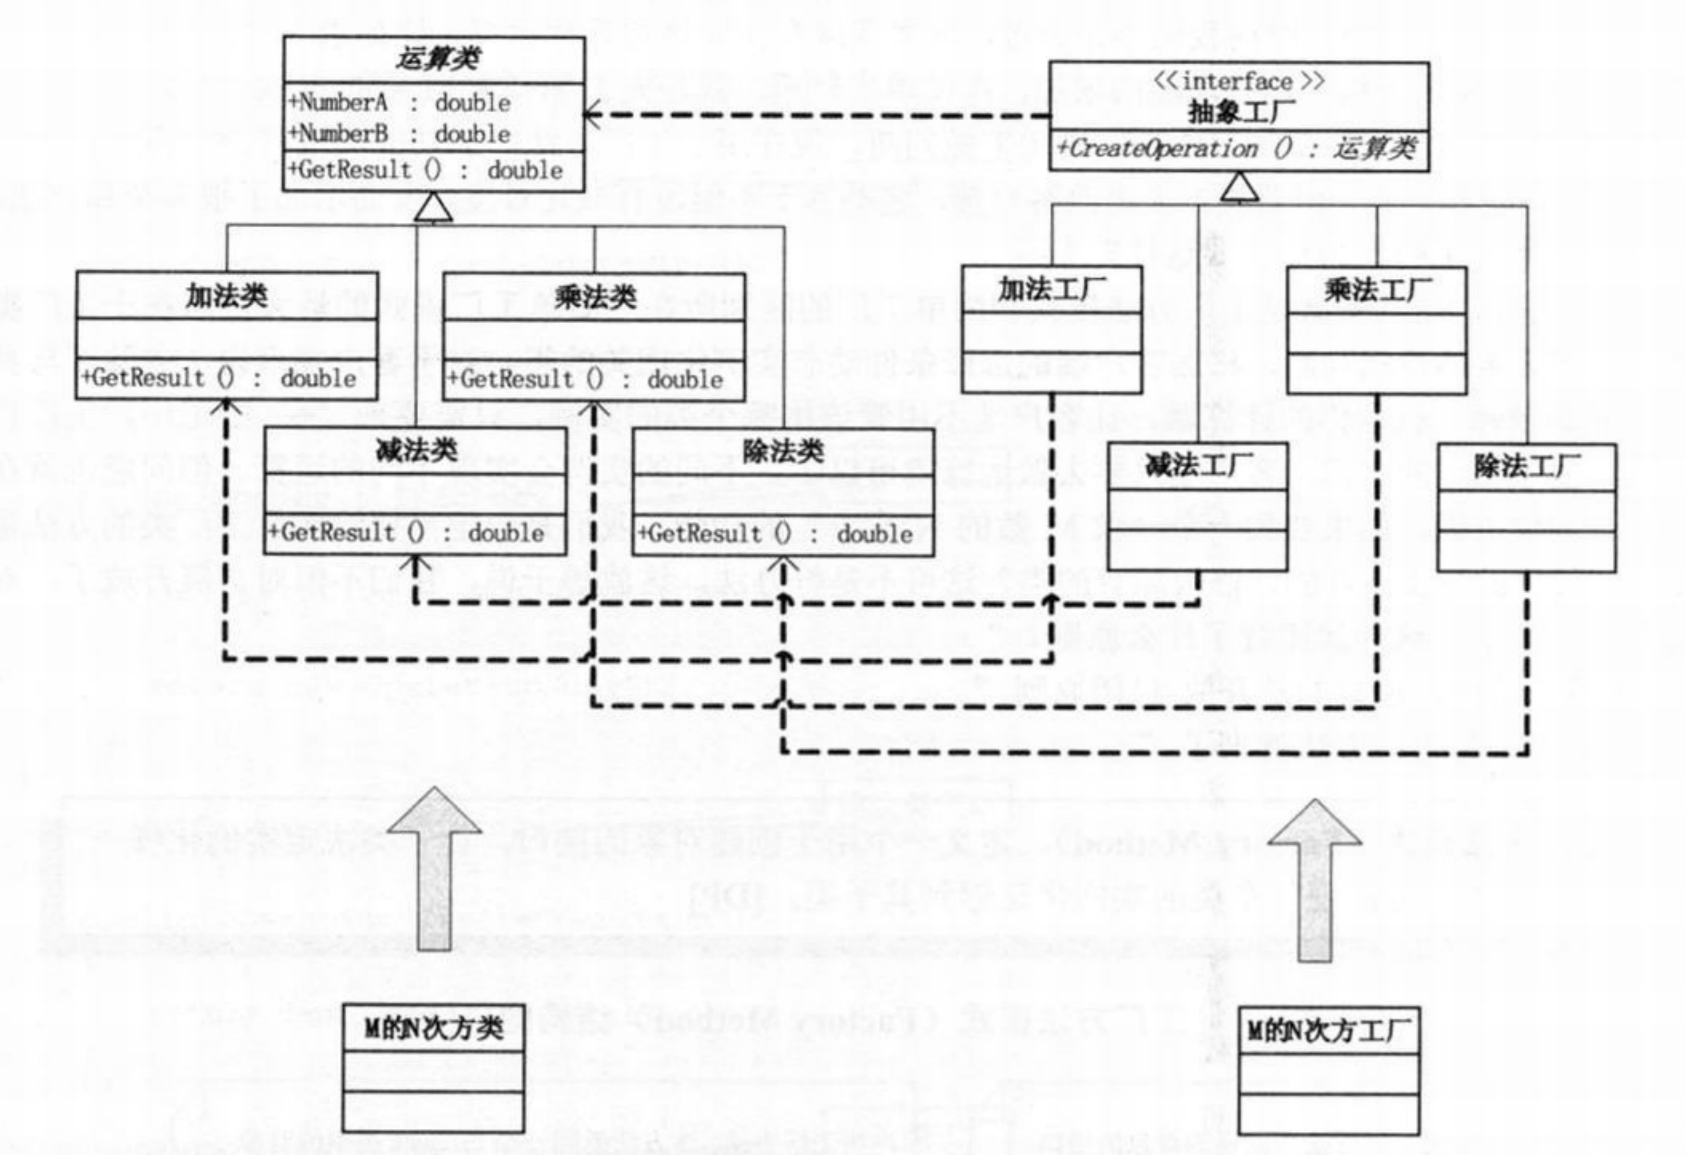 运算类
+NumberA : double
+NumberB : double
+GetResult () : double
<<interface>>
抽象工厂
+CreateOperation () : 运算类
加法类
+GetResult () : double
乘法类
+GetResult () : double
加法工厂
乘法工厂
减法类
+GetResult () : double
除法类
+GetResult () : double
减法工厂
除法工厂
M的N次方类
M的N次方工厂